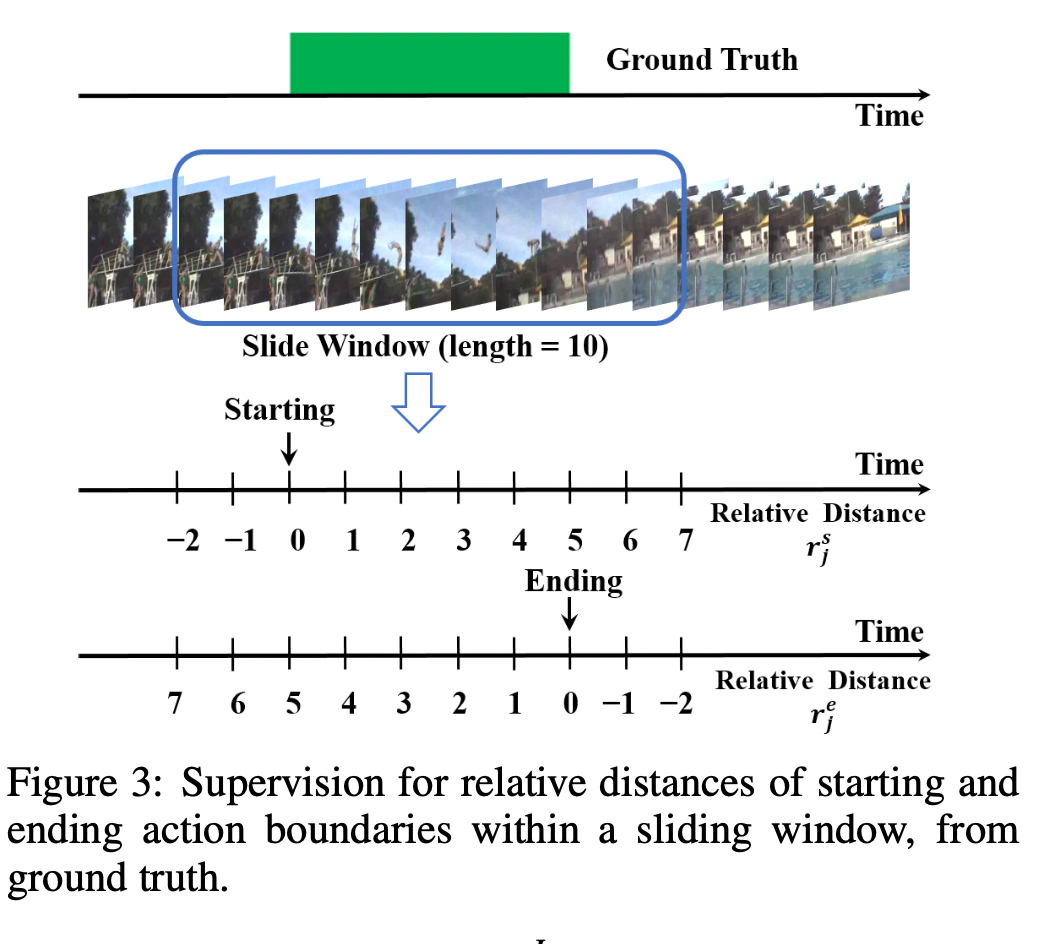 Ground Truth
Time
Slide Window (length = 10)
Starting
Time
−2 −1 0 1 2 3 4 5 6 7
Relative Distance
r_j^s
Ending
Time
7 6 5 4 3 2 1 0 −1 −2
Relative Distance
r_j^e
Figure 3: Supervision for relative distances of starting and
ending action boundaries within a sliding window, from
ground truth.